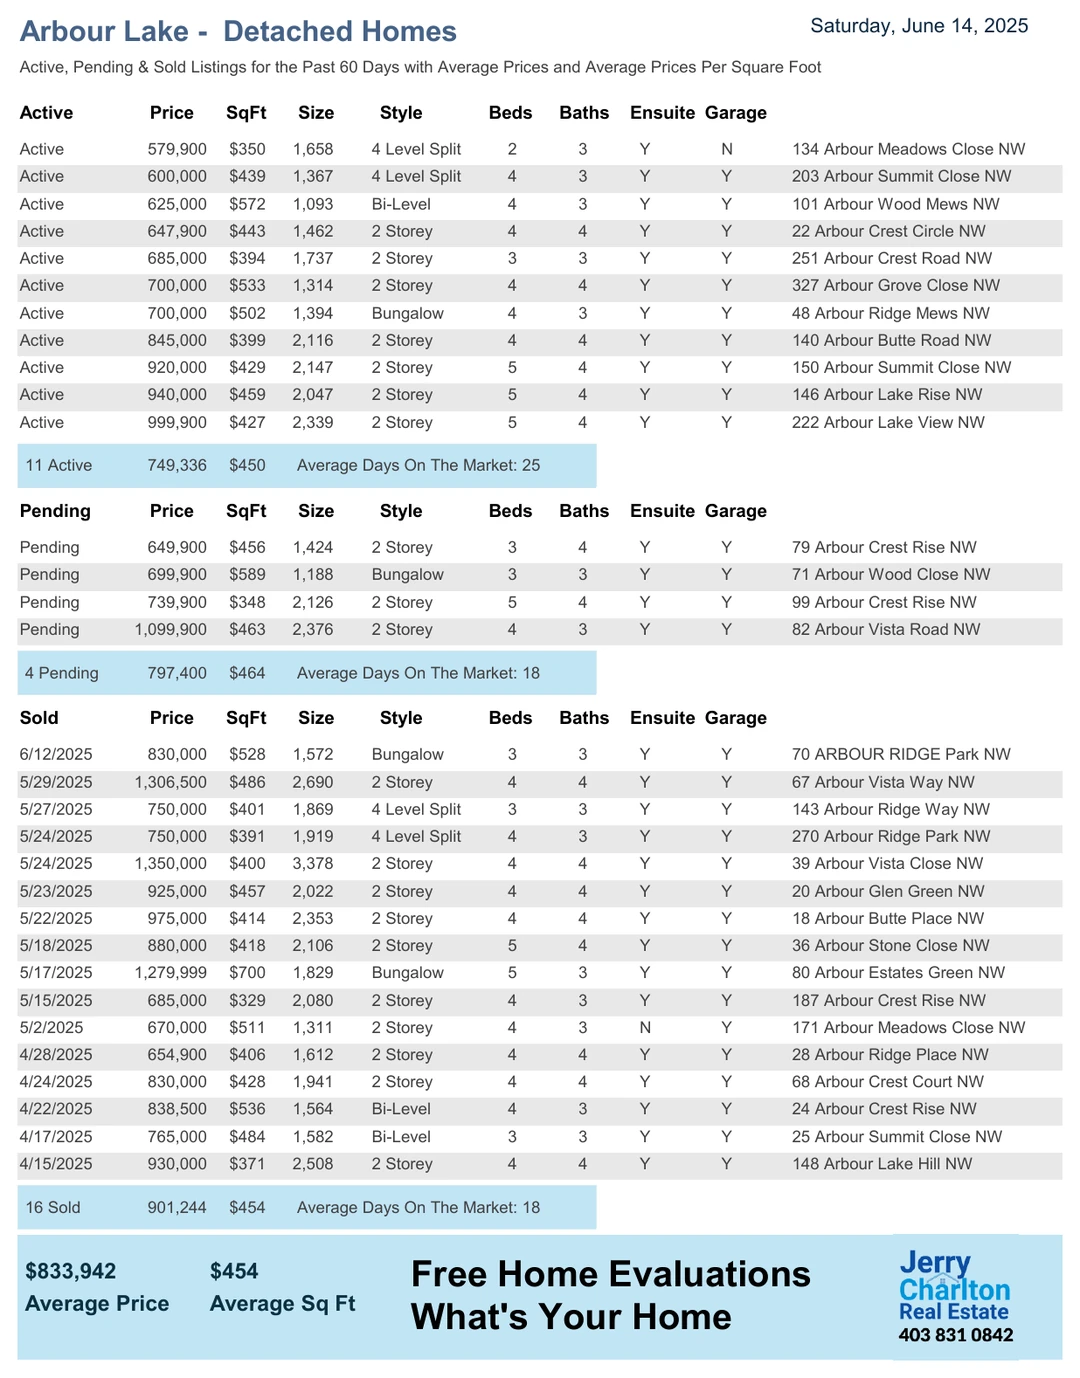 Arbour Lake - Detached Homes
Saturday, June 14, 2025
Active, Pending & Sold Listings for the Past 60 Days with Average Prices and Average Prices Per Square Foot
Active Price SqFt Size Style Beds Baths Ensuite Garage
Active 579,900 $350 1,658 4 Level Split 2 3 Y N 134 Arbour Meadows Close NW
Active 600,000 $439 1,367 4 Level Split 4 3 Y Y 203 Arbour Summit Close NW
Active 625,000 $572 1,093 Bi-Level 4 3 Y Y 101 Arbour Wood Mews NW
Active 647,900 $443 1,462 2 Storey 4 4 Y Y 22 Arbour Crest Circle NW
Active 685,000 $394 1,737 2 Storey 3 3 Y Y 251 Arbour Crest Road NW
Active 700,000 $533 1,314 2 Storey 4 4 Y Y 327 Arbour Grove Close NW
Active 700,000 $502 1,394 Bungalow 4 3 Y Y 48 Arbour Ridge Mews NW
Active 845,000 $399 2,116 2 Storey 4 4 Y Y 140 Arbour Butte Road NW
Active 920,000 $429 2,147 2 Storey 5 4 Y Y 150 Arbour Summit Close NW
Active 940,000 $459 2,047 2 Storey 5 4 Y Y 146 Arbour Lake Rise NW
Active 999,900 $427 2,339 2 Storey 5 4 Y Y 222 Arbour Lake View NW
11 Active 749,336 $450 Average Days On The Market: 25
Pending Price SqFt Size Style Beds Baths Ensuite Garage
Pending 649,900 $456 1,424 2 Storey 3 4 Y Y 79 Arbour Crest Rise NW
Pending 699,900 $589 1,188 Bungalow 3 3 Y Y 71 Arbour Wood Close NW
Pending 739,900 $348 2,126 2 Storey 5 4 Y Y 99 Arbour Crest Rise NW
Pending 1,099,900 $463 2,376 2 Storey 4 3 Y Y 82 Arbour Vista Road NW
4 Pending 797,400 $464 Average Days On The Market: 18
Sold Price SqFt Size Style Beds Baths Ensuite Garage
6/12/2025 830,000 $528 1,572 Bungalow 3 3 Y Y 70 ARBOUR RIDGE Park NW
5/29/2025 1,306,500 $486 2,690 2 Storey 4 4 Y Y 67 Arbour Vista Way NW
5/27/2025 750,000 $401 1,869 4 Level Split 3 3 Y Y 143 Arbour Ridge Way NW
5/24/2025 750,000 $391 1,919 4 Level Split 4 3 Y Y 270 Arbour Ridge Park NW
5/24/2025 1,350,000 $400 3,378 2 Storey 4 4 Y Y 39 Arbour Vista Close NW
5/23/2025 925,000 $457 2,022 2 Storey 4 4 Y Y 20 Arbour Glen Green NW
5/22/2025 975,000 $414 2,353 2 Storey 4 4 Y Y 18 Arbour Butte Place NW
5/18/2025 880,000 $418 2,106 2 Storey 5 4 Y Y 36 Arbour Stone Close NW
5/17/2025 1,279,999 $700 1,829 Bungalow 5 3 Y Y 80 Arbour Estates Green NW
5/15/2025 685,000 $329 2,080 2 Storey 4 3 Y Y 187 Arbour Crest Rise NW
5/2/2025 670,000 $511 1,311 2 Storey 4 3 N Y 171 Arbour Meadows Close NW
4/28/2025 654,900 $406 1,612 2 Storey 4 4 Y Y 28 Arbour Ridge Place NW
4/24/2025 830,000 $428 1,941 2 Storey 4 4 Y Y 68 Arbour Crest Court NW
4/22/2025 838,500 $536 1,564 Bi-Level 4 3 Y Y 24 Arbour Crest Rise NW
4/17/2025 765,000 $484 1,582 Bi-Level 3 3 Y Y 25 Arbour Summit Close NW
4/15/2025 930,000 $371 2,508 2 Storey 4 4 Y Y 148 Arbour Lake Hill NW
16 Sold 901,244 $454 Average Days On The Market: 18
$833,942 $454
Average Price Average Sq Ft
Free Home Evaluations
What's Your Home
Jerry
Charlton
Real Estate
403 831 0842